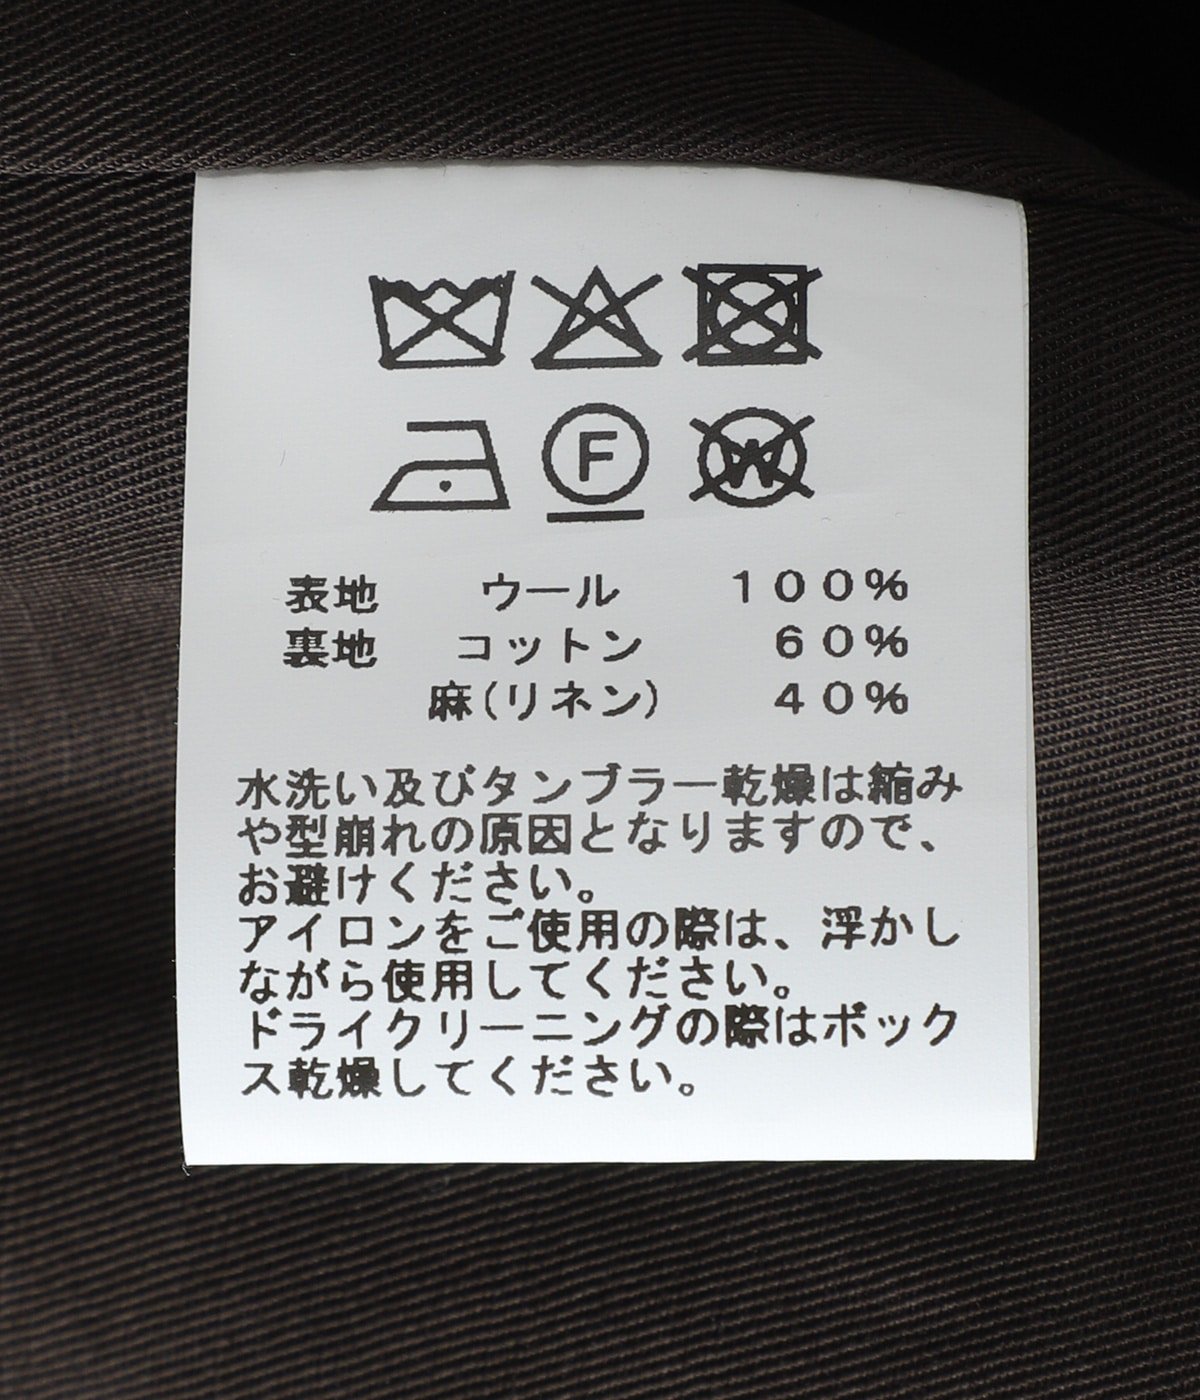 F
W
表地 ウール 100%
裏地 コットン 60%
麻(リネン) 40%
水洗い及びタンブラー乾燥は縮み
や型崩れの原因となりますので、
お避けください。
アイロンをご使用の際は、浮かし
ながら使用してください。
ドライクリーニングの際はボック
ス乾燥してください。